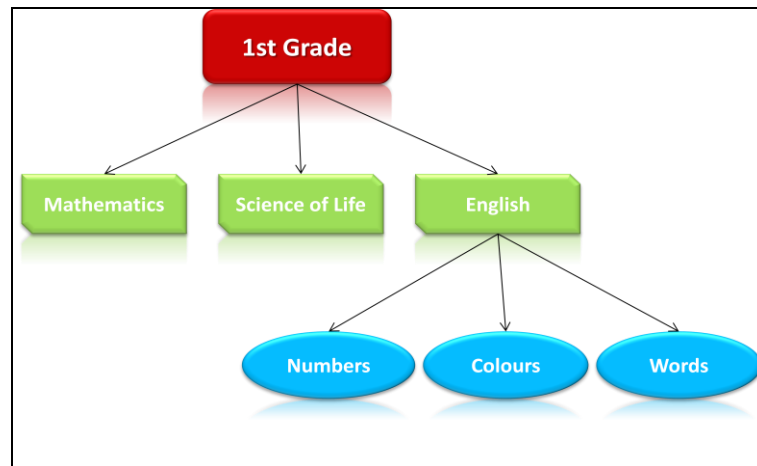 1st Grade
Mathematics
Science of Life
English
Numbers
Colours
Words